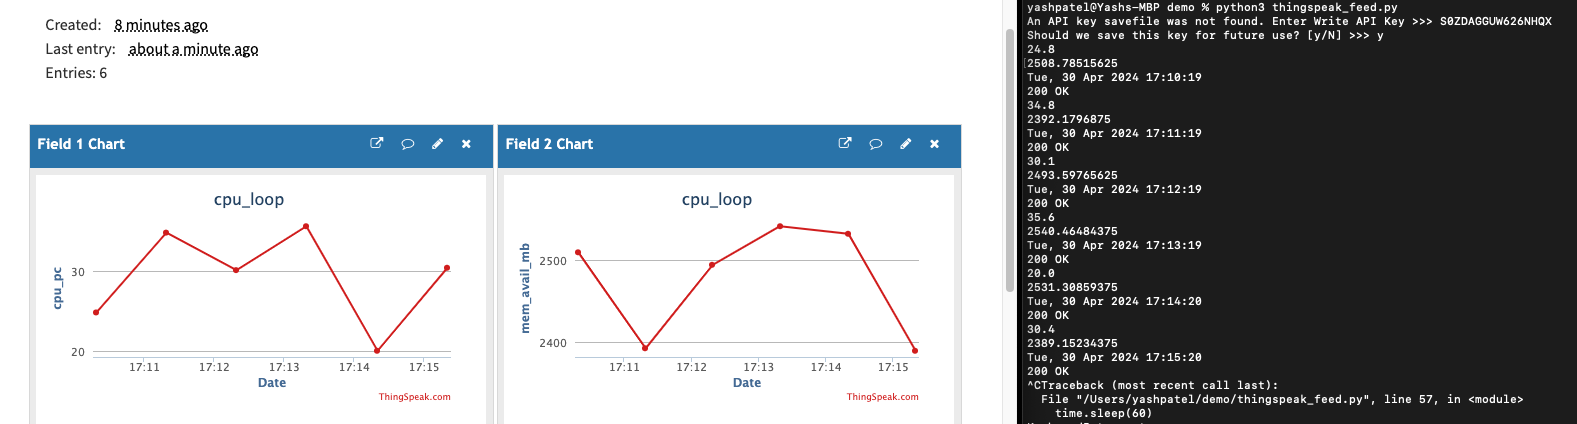 Created: 8 minutes ago
Last entry: about a minute ago
Entries: 6
Field 1 Chart
cpu_loop
cpu_pc
30
20
17:11 17:12 17:13 17:14 17:15
Date
ThingSpeak.com
Field 2 Chart
cpu_loop
mem_avail_mb
2500
2400
17:11 17:12 17:13 17:14 17:15
Date
ThingSpeak.com
yashpatel@Yashs-MBP demo % python3 thingspeak_feed.py
An API key savefile was not found. Enter Write API Key >>> S0ZDAGGUW626NHQX
Should we save this key for future use? [y/N] >>> y
24.8
2508.78515625
Tue, 30 Apr 2024 17:10:19
200 OK
34.8
2392.1796875
Tue, 30 Apr 2024 17:11:19
200 OK
30.1
2493.59765625
Tue, 30 Apr 2024 17:12:19
200 OK
35.6
2540.46484375
Tue, 30 Apr 2024 17:13:19
200 OK
20.0
2531.30859375
Tue, 30 Apr 2024 17:14:20
200 OK
30.4
2389.15234375
Tue, 30 Apr 2024 17:15:20
200 OK
^CTraceback (most recent call last):
File "/Users/yashpatel/demo/thingspeak_feed.py", line 57, in <module>
time.sleep(60)